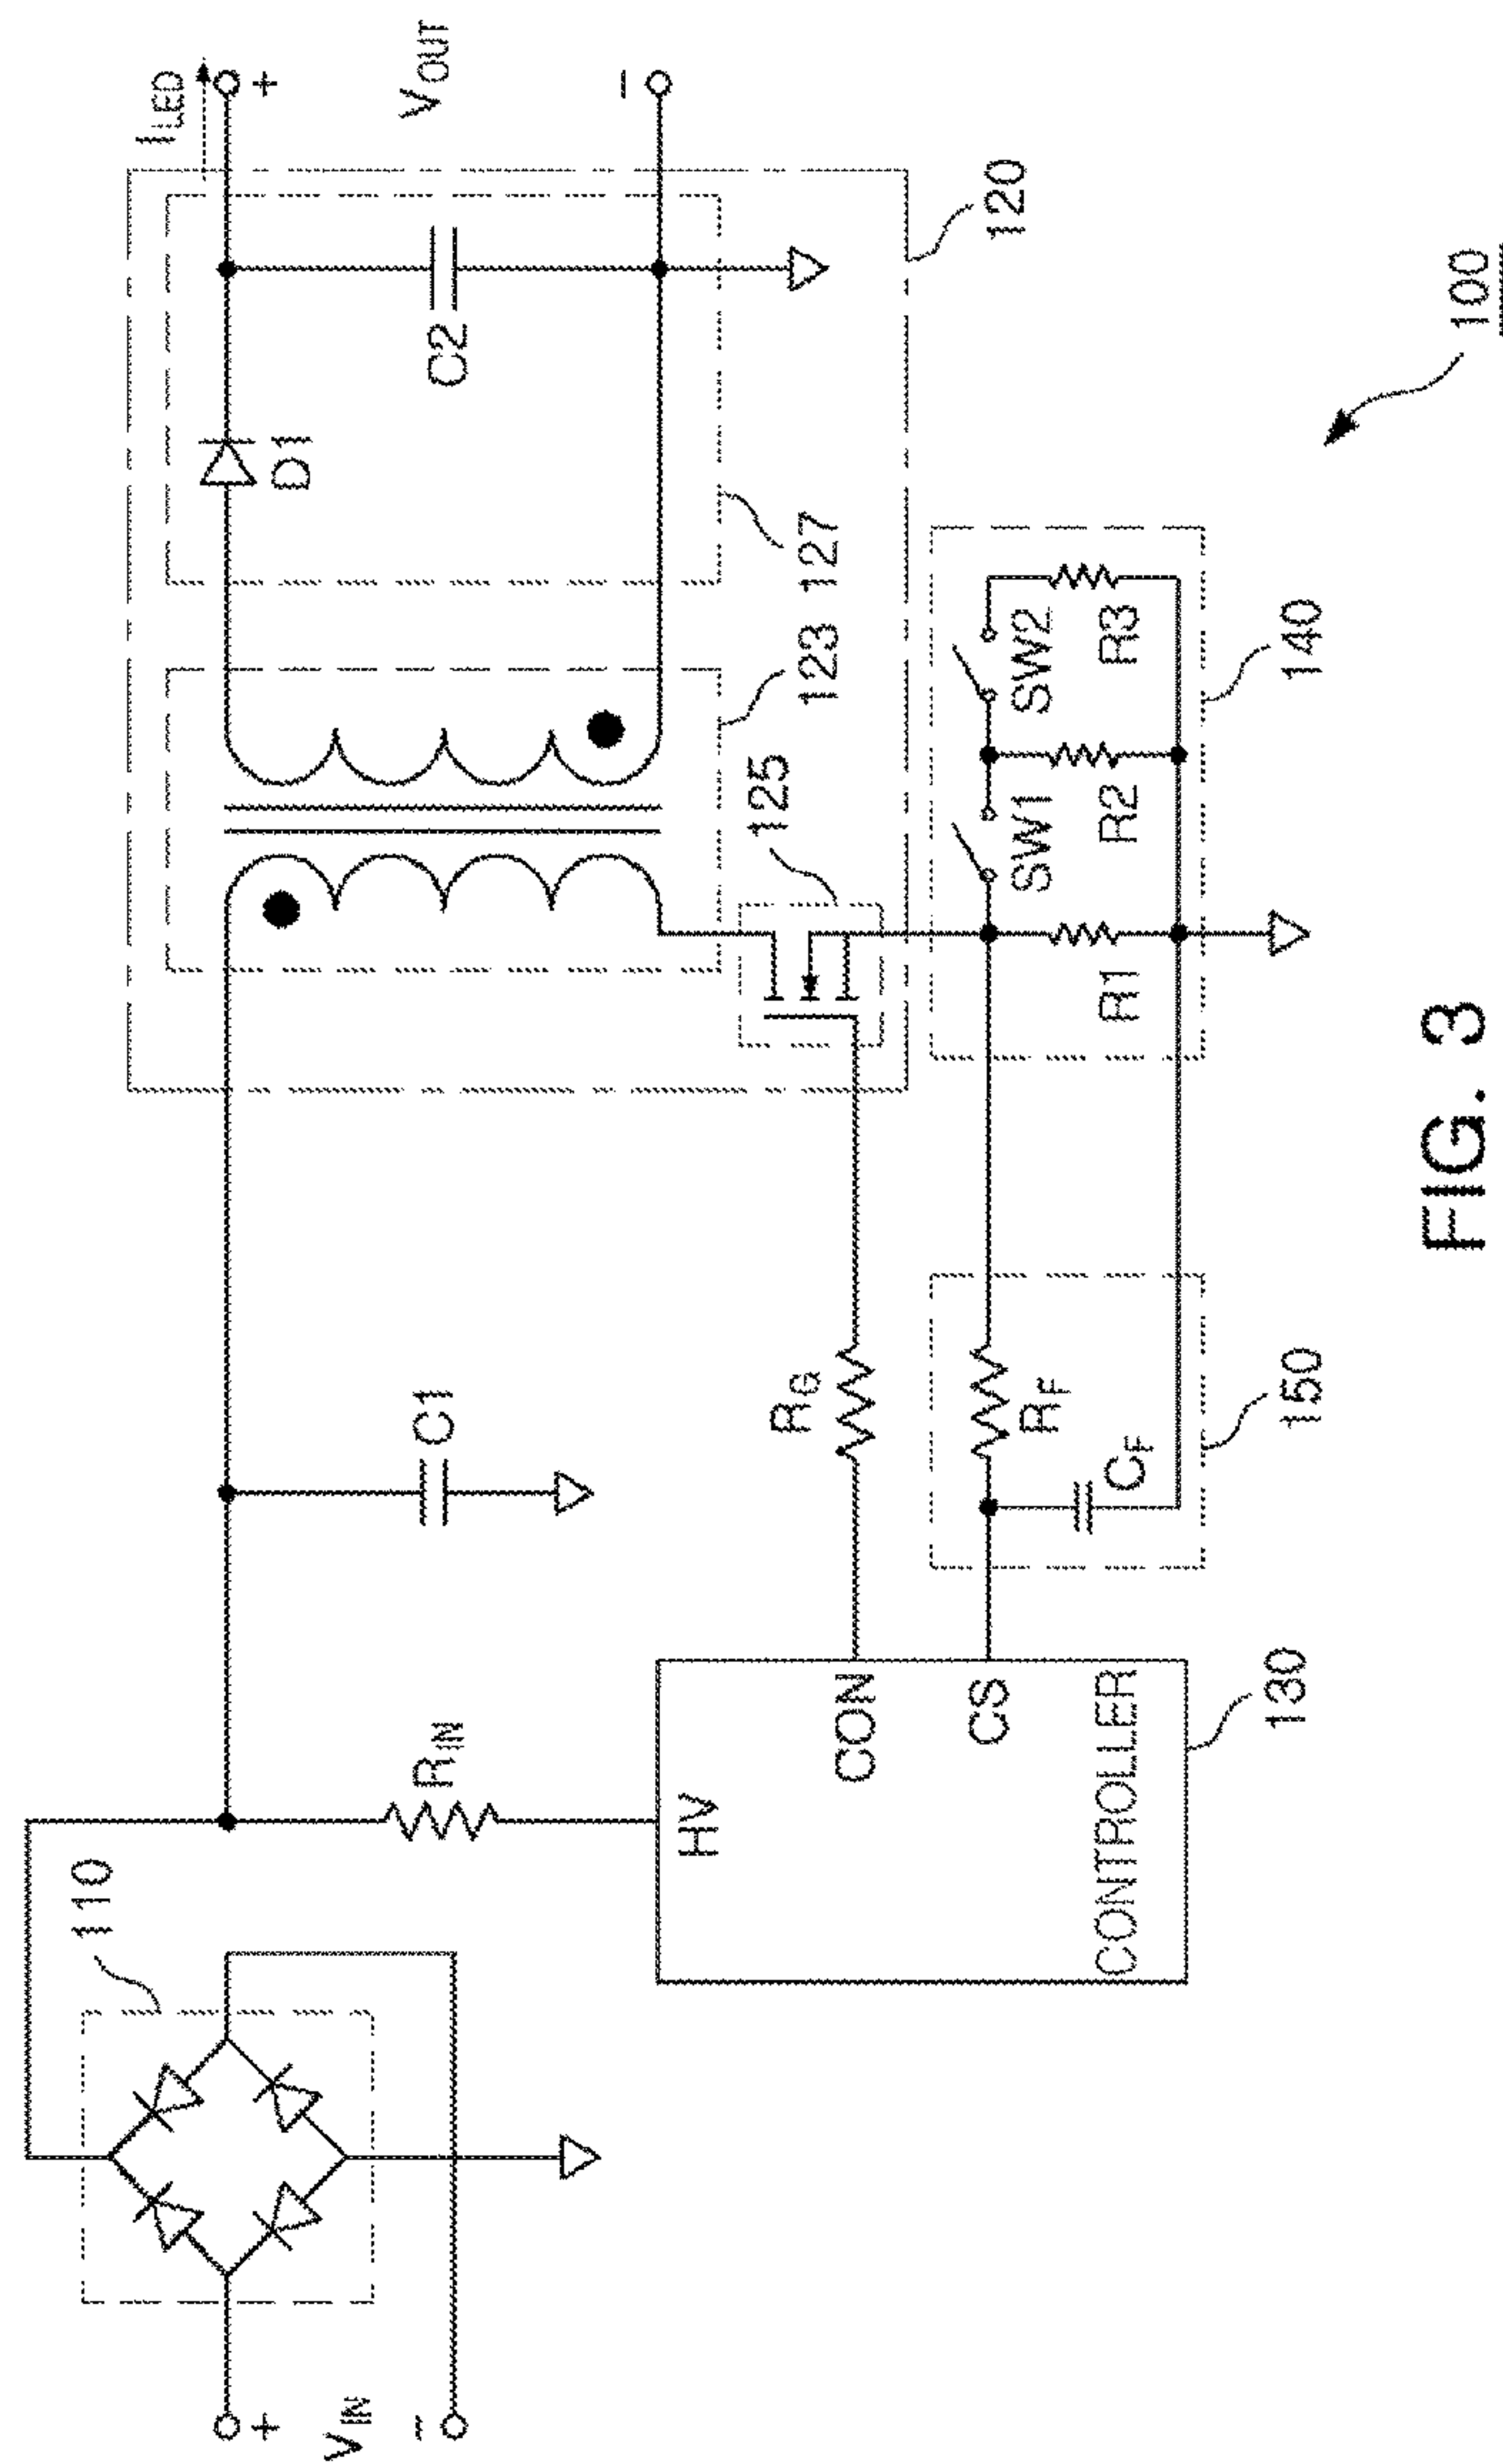 110
+
V_IN
−
R_IN
C1
HV
CON
CS
CONTROLLER
130
R_G
R_F
C_F
150
123
125
D1
127
C2
I_LED
+
V_OUT
−
120
SW1
SW2
R1
R2
R3
140
100
FIG. 3